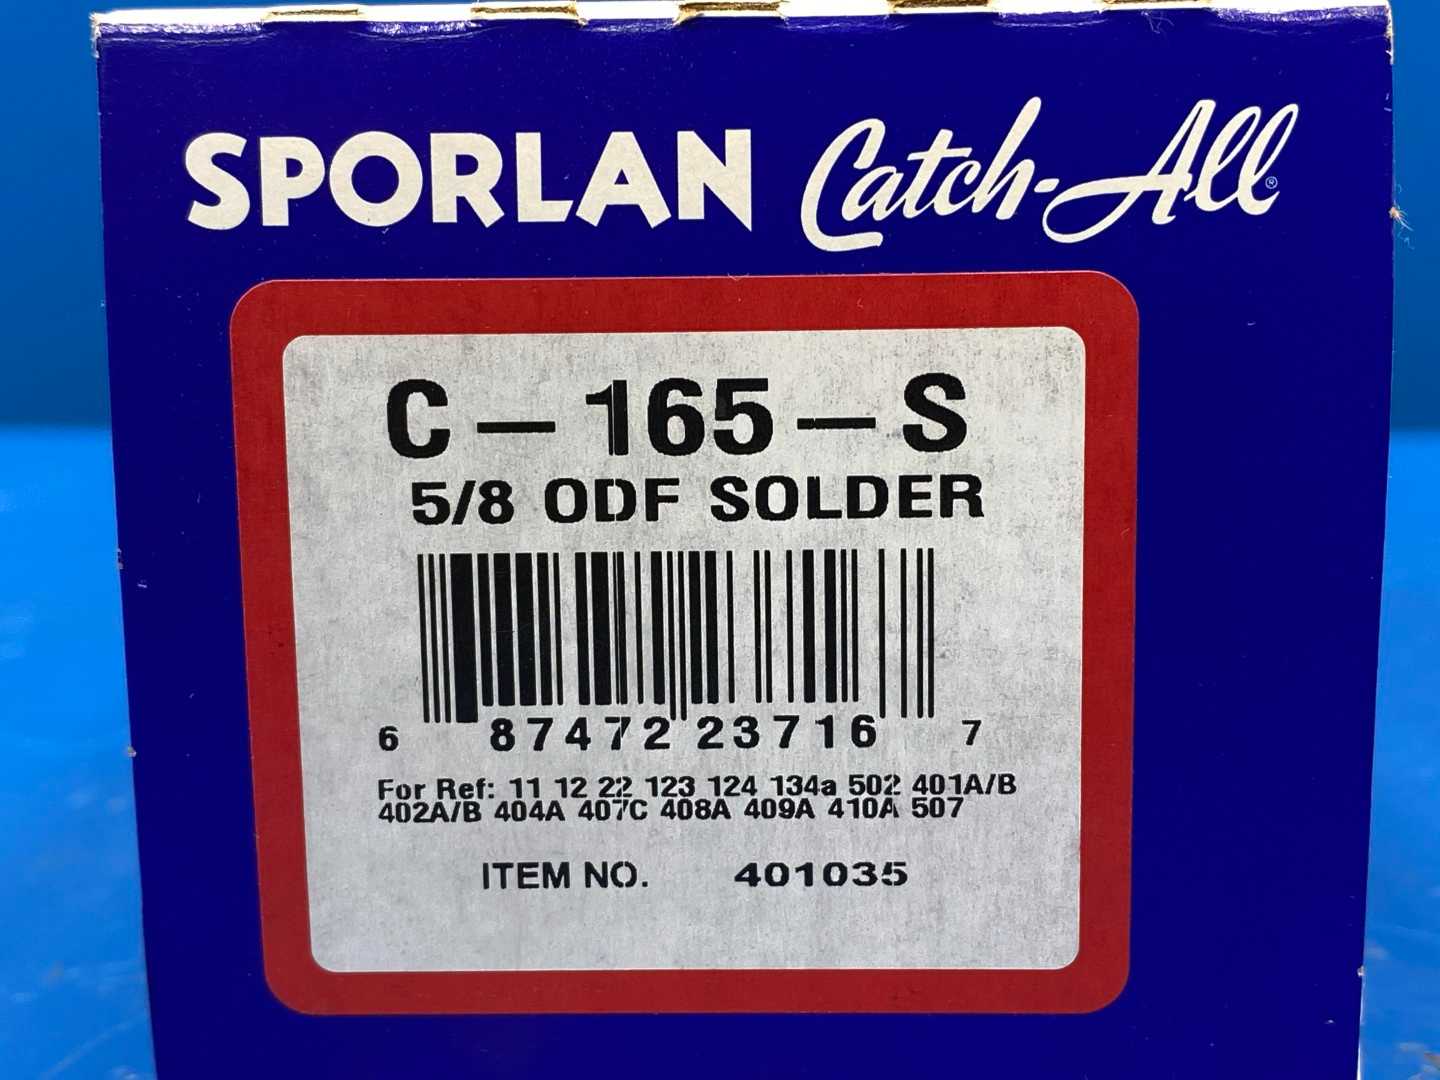 SPORLAN Catch-All®
C-165-S
5/8 ODF SOLDER
6 87472 23716 7
For Ref: 11 12 22 123 124 134a 502 401A/B
402A/B 404A 407C 408A 409A 410A 507
ITEM NO. 401035